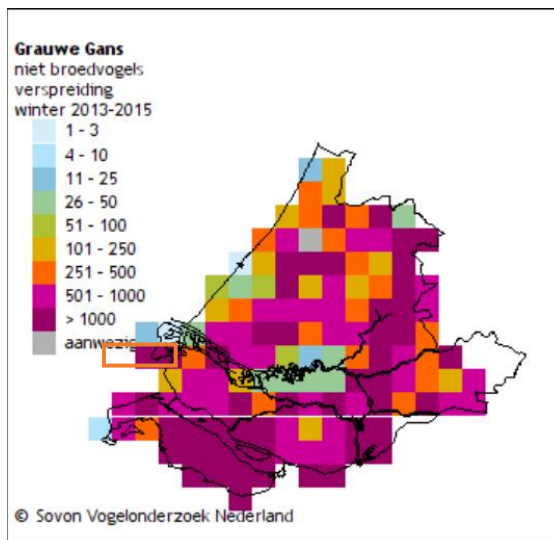 Grauwe Gans
niet broedvogels
verspreiding
winter 2013-2015
1 - 3
4 - 10
11 - 25
26 - 50
51 - 100
101 - 250
251 - 500
501 - 1000
> 1000
aanwezig
© Sovon Vogelonderzoek Nederland